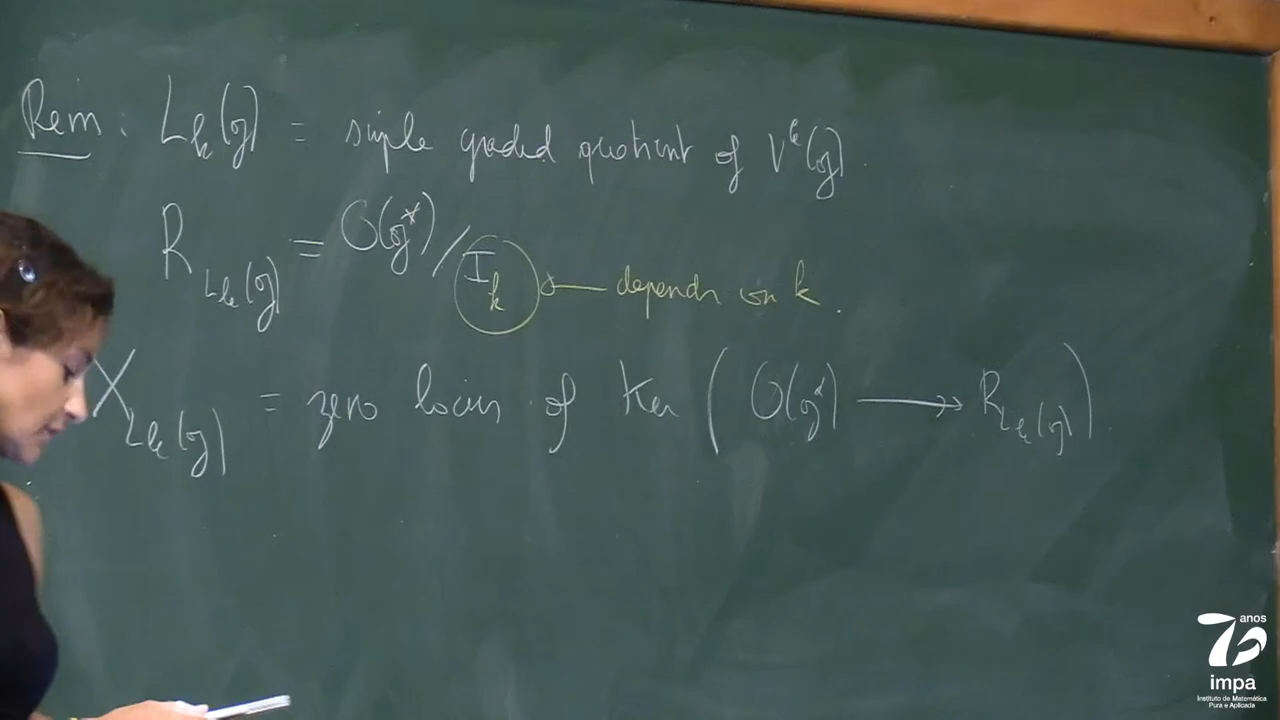 Rem : L_k(g) = simple graded quotient of V^k(g).
R_{L_k(g)} = O(g^*) / I_k ← depends on k.
X_{L_k(g)} = zero locus of Ker ( O(g^*) ↠ R_{L_k(g)} ).
70 anos
impa
Instituto de Matemática
Pura e Aplicada